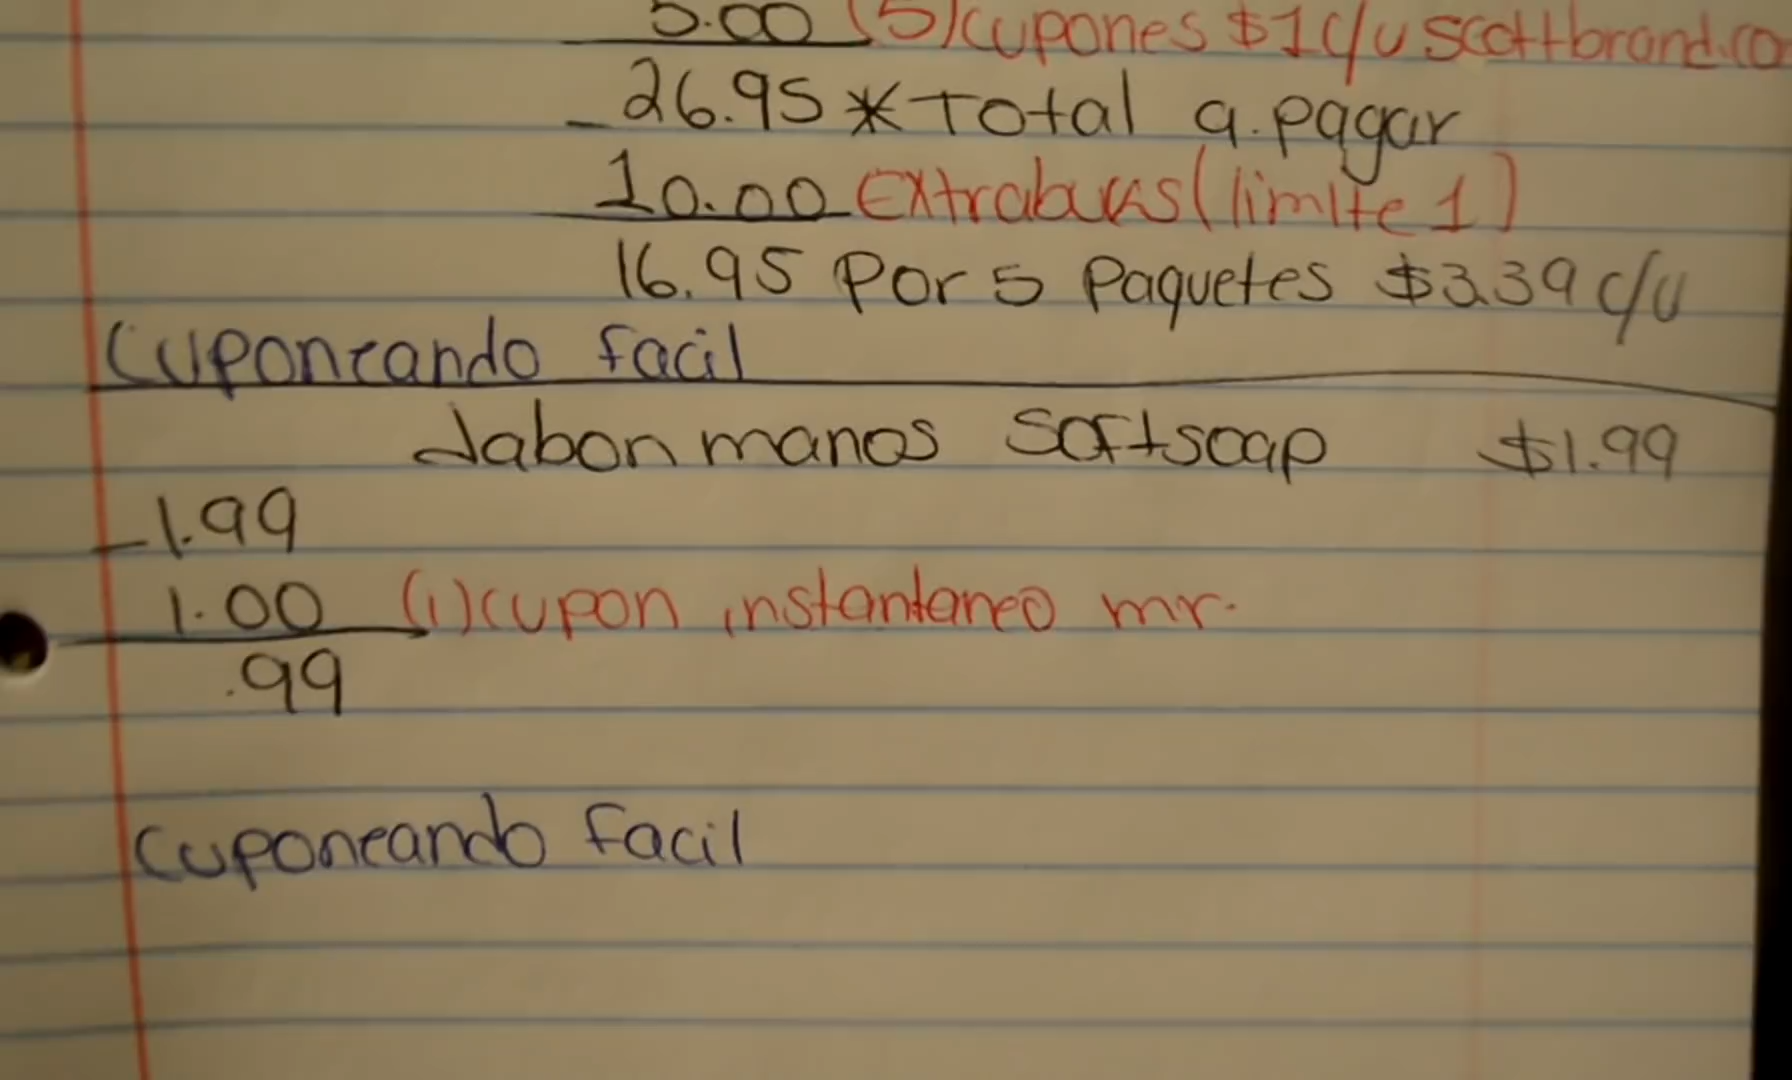 5.00 (5) cupones $1 c/u scottbrand.co
- 26.95 * Total a pagar
10.00 Extrabucks (limite 1)
16.95 Por 5 Paquetes $3.39 c/u
Cuponeando facil
Jabon manos Softsoap $1.99
- 1.99
1.00 (1) cupon instantaneo mr.
.99
Cuponeando facil